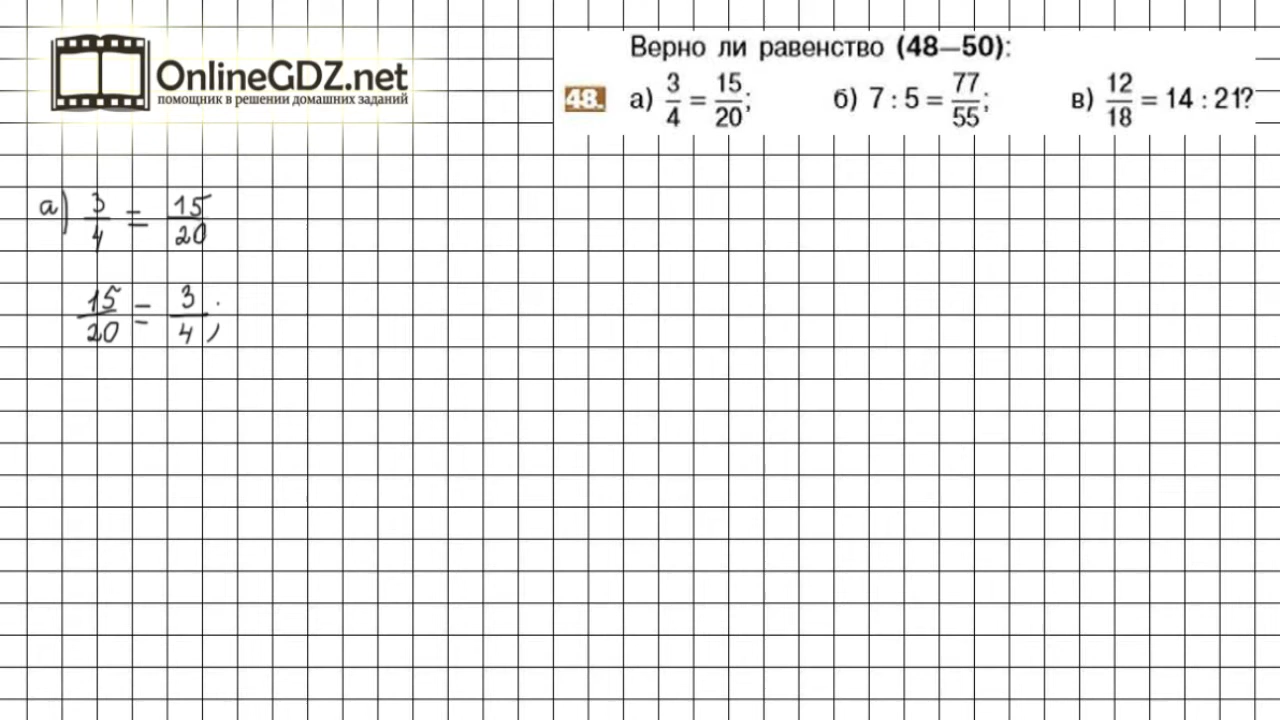 OnlineGDZ.net
помощник в решении домашних заданий
Верно ли равенство (48—50):
48. а) 3/4 = 15/20; б) 7 : 5 = 77/55; в) 12/18 = 14 : 21?
а) 3/4 = 15/20
15/20 = 3/4;